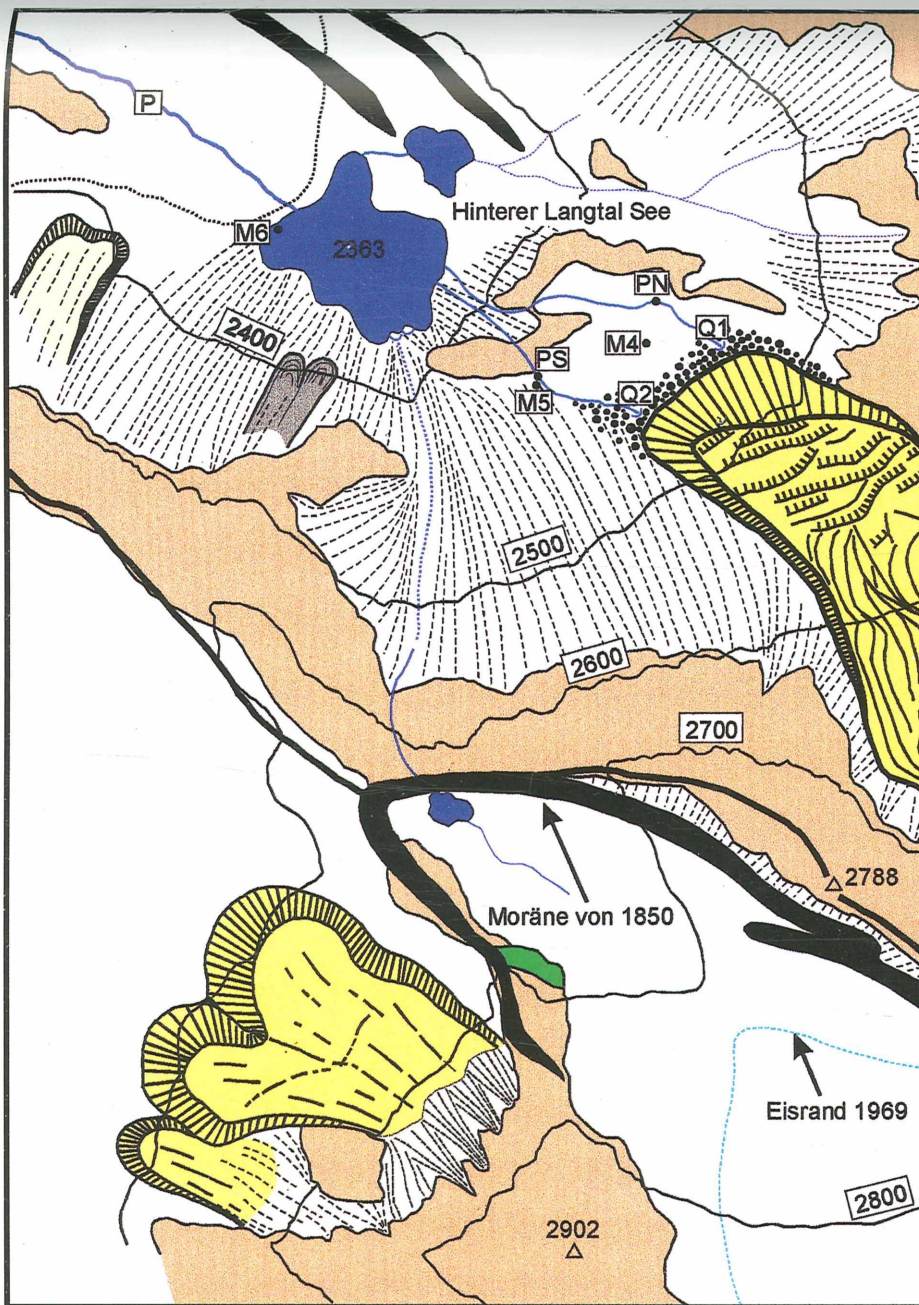 P
Hinterer Langtal See
M6
2363
PN
2400
M4
Q1
PS
M5
Q2
2500
2600
2700
2788
Moräne von 1850
Eisrand 1969
2800
2902